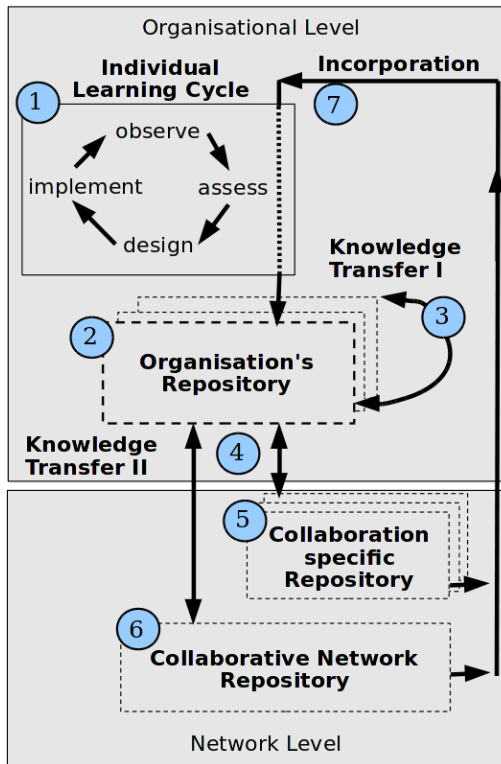 Organisational Level
Individual
Learning Cycle
Incorporation
1
7
observe
implement
assess
design
Knowledge
Transfer I
3
2
Organisation's
Repository
Knowledge
Transfer II
4
5
Collaboration
specific
Repository
6
Collaborative Network
Repository
Network Level